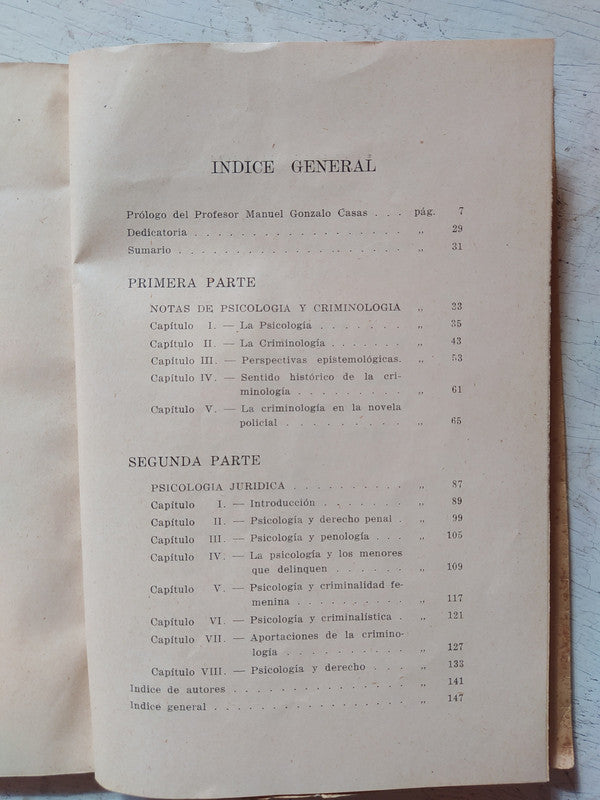 INDICE GENERAL
Prólogo del Profesor Manuel Gonzalo Casas . . . pág. 7
Dedicatoria . . . . . . . . . . . . . . . . . . „ 29
Sumario . . . . . . . . . . . . . . . . . . . „ 31
PRIMERA PARTE
NOTAS DE PSICOLOGIA Y CRIMINOLOGIA „ 33
Capítulo I. — La Psicología . . . . . . . „ 35
Capítulo II. — La Criminología . . . . . . „ 43
Capítulo III. — Perspectivas epistemológicas. „ 53
Capítulo IV. — Sentido histórico de la cri-
minología . . . . . . . . „ 61
Capítulo V. — La criminología en la novela
policial . . . . . . . . . „ 65
SEGUNDA PARTE
PSICOLOGIA JURIDICA . . . . . . . . . . „ 87
Capítulo I. — Introducción . . . . . . . „ 89
Capítulo II. — Psicología y derecho penal . „ 99
Capítulo III. — Psicología y penología . . . „ 105
Capítulo IV. — La psicología y los menores
que delinquen . . . . . . „ 109
Capítulo V. — Psicología y criminalidad fe-
menina . . . . . . . . . „ 117
Capítulo VI. — Psicología y criminalística . „ 121
Capítulo VII. — Aportaciones de la crimino-
logía . . . . . . . . . . „ 127
Capítulo VIII. — Psicología y derecho . . . „ 133
Indice de autores . . . . . . . . . . . . . . . „ 141
Indice general . . . . . . . . . . . . . . . . . „ 147